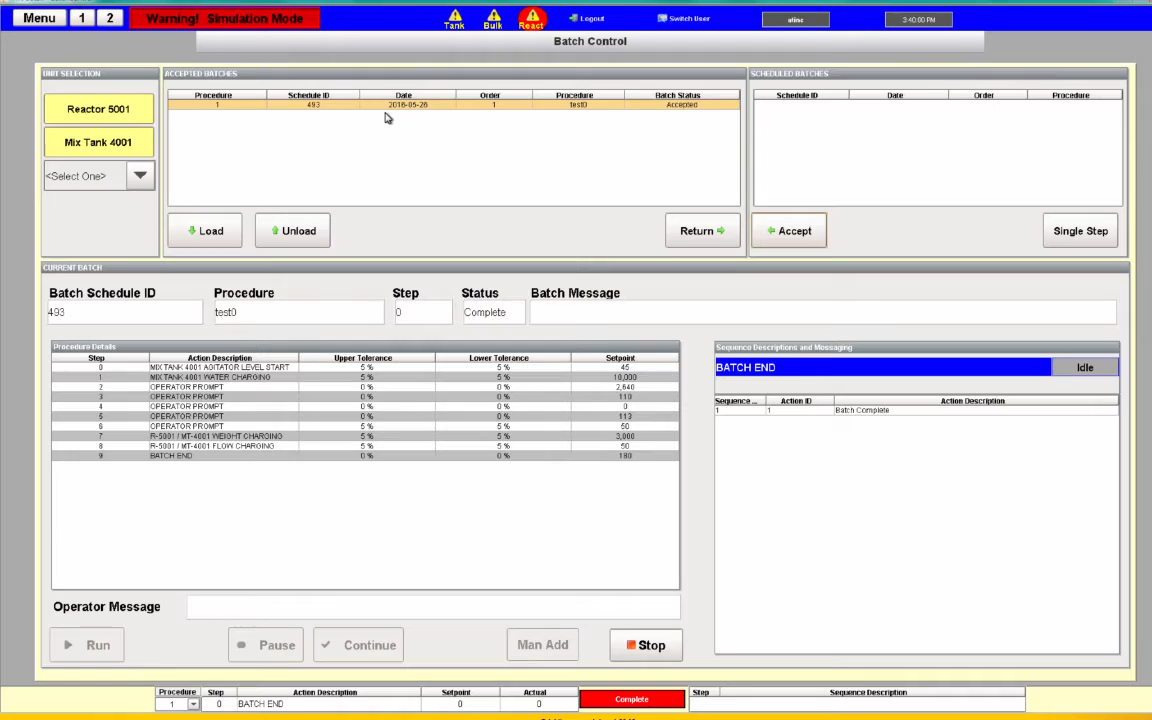 Menu 1 2 Warning! Simulation Mode Tank Bulk React Logout Switch User 3:40:00 PM
Batch Control
UNIT SELECTION ACCEPTED BATCHES SCHEDULED BATCHES
Procedure Schedule ID Date Order Procedure Batch Status Schedule ID Date Order Procedure
1 493 2016-05-26 1 test0 Accepted
Reactor 5001
Mix Tank 4001
<Select One>
Load Unload Return Accept Single Step
CURRENT BATCH
Batch Schedule ID Procedure Step Status Batch Message
493 test0 0 Complete
Procedure Details Sequence Descriptions and Messaging
Step Action Description Upper Tolerance Lower Tolerance Setpoint
0 MIX TANK 4001 AGITATOR LEVEL START 5 % 5 % 45
1 MIX TANK 4001 WATER CHARGING 5 % 5 % 10,000
2 OPERATOR PROMPT 0 % 0 % 2,640
3 OPERATOR PROMPT 0 % 0 % 110
4 OPERATOR PROMPT 0 % 0 % 0
5 OPERATOR PROMPT 5 % 5 % 113
6 OPERATOR PROMPT 5 % 5 % 50
7 R-5001 / MT-4001 WEIGHT CHARGING 5 % 5 % 3,000
8 R-5001 / MT-4001 FLOW CHARGING 5 % 5 % 50
9 BATCH END 0 % 0 % 180
BATCH END Idle
Sequence ... Action ID Action Description
1 1 Batch Complete
Operator Message
Run Pause Continue Man Add Stop
Procedure Step Action Description Setpoint Actual Complete Step Sequence Description
1 0 BATCH END 0 0